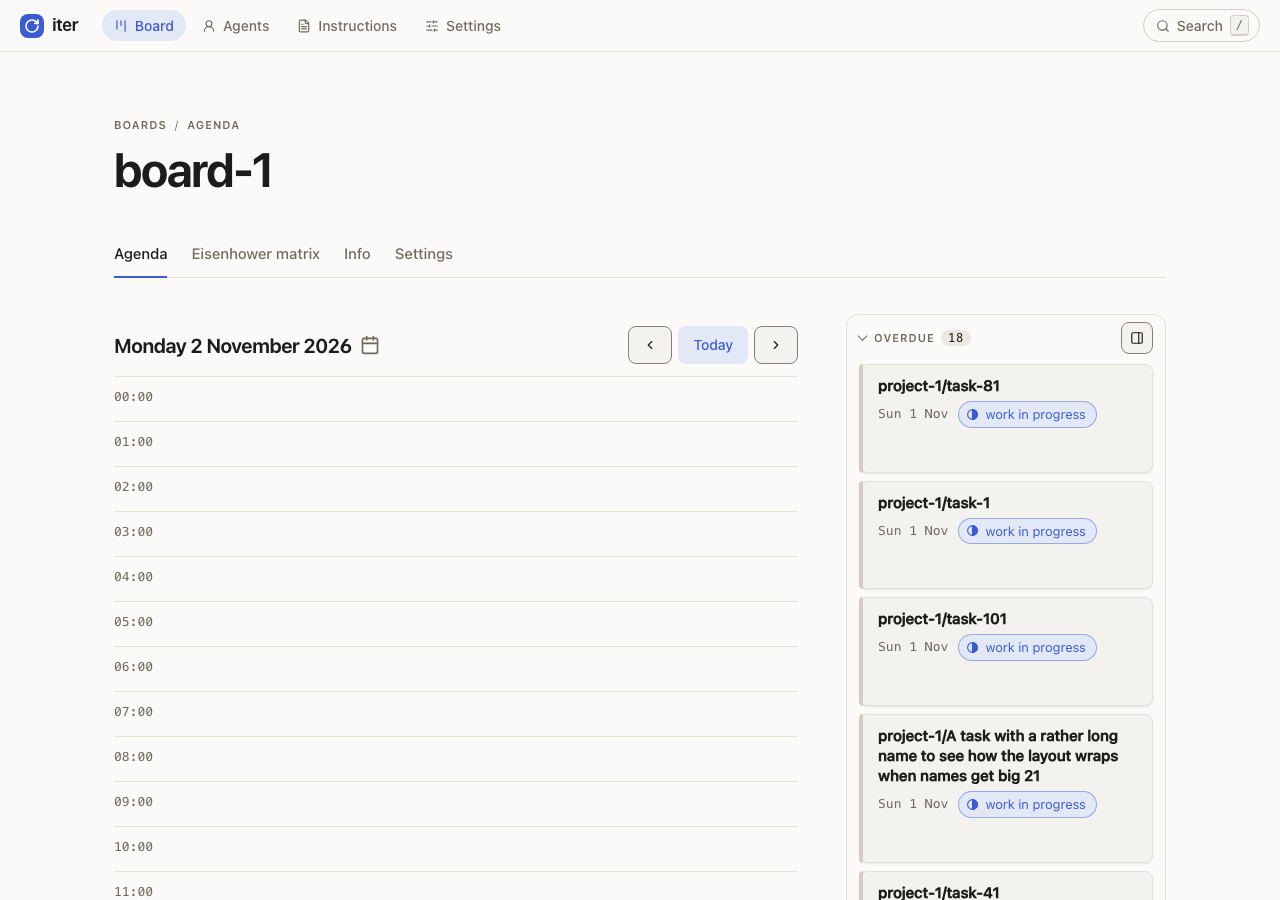 iter
Board
Agents
Instructions
Settings
Search /
BOARDS / AGENDA
board-1
Agenda
Eisenhower matrix
Info
Settings
Monday 2 November 2026
Today
00:00
01:00
02:00
03:00
04:00
05:00
06:00
07:00
08:00
09:00
10:00
11:00
OVERDUE 18
project-1/task-81
Sun 1 Nov work in progress
project-1/task-1
Sun 1 Nov work in progress
project-1/task-101
Sun 1 Nov work in progress
project-1/A task with a rather long
name to see how the layout wraps
when names get big 21
Sun 1 Nov work in progress
project-1/task-41